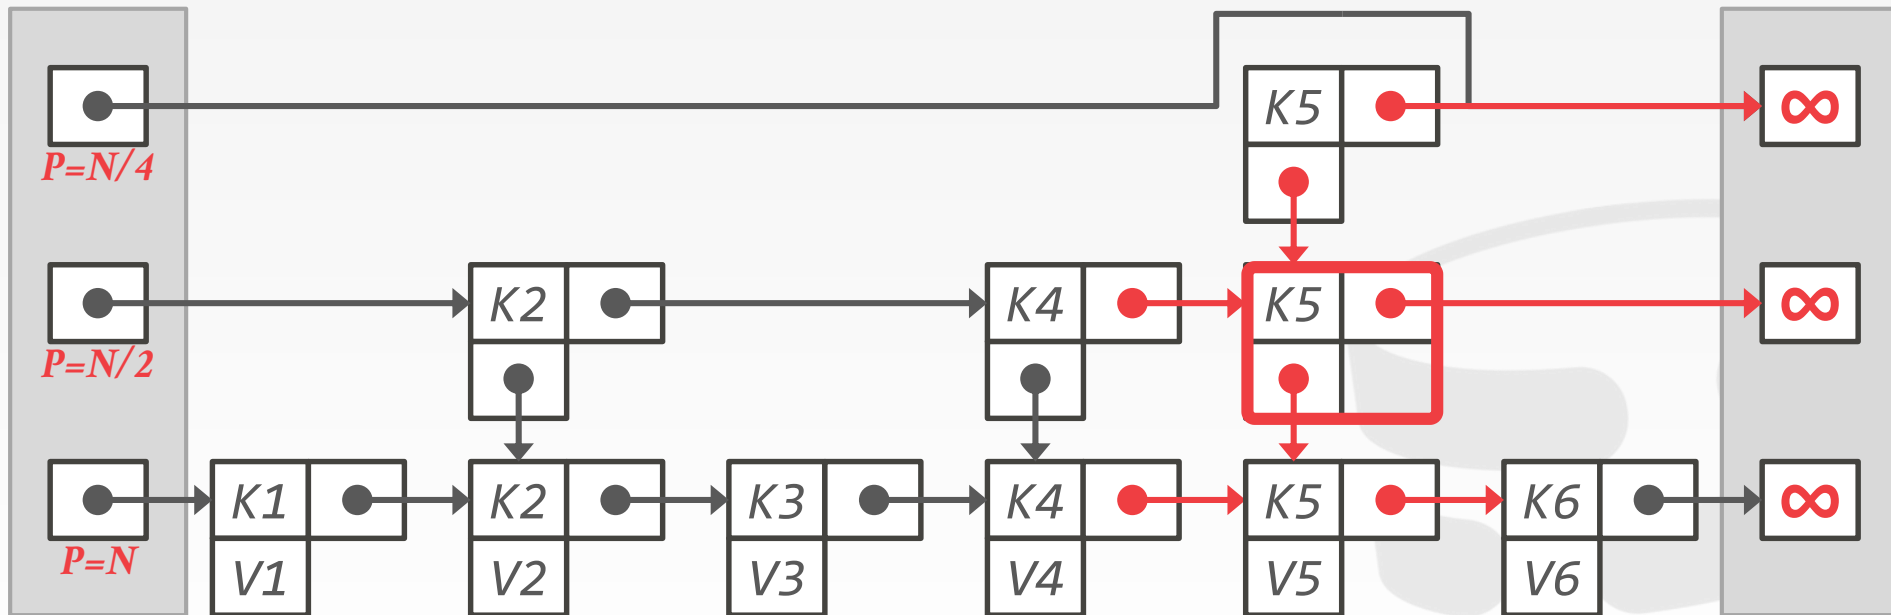 K5 ∞
P=N/4
K2 K4 K5 ∞
P=N/2
K1 K2 K3 K4 K5 K6 ∞
P=N
V1 V2 V3 V4 V5 V6